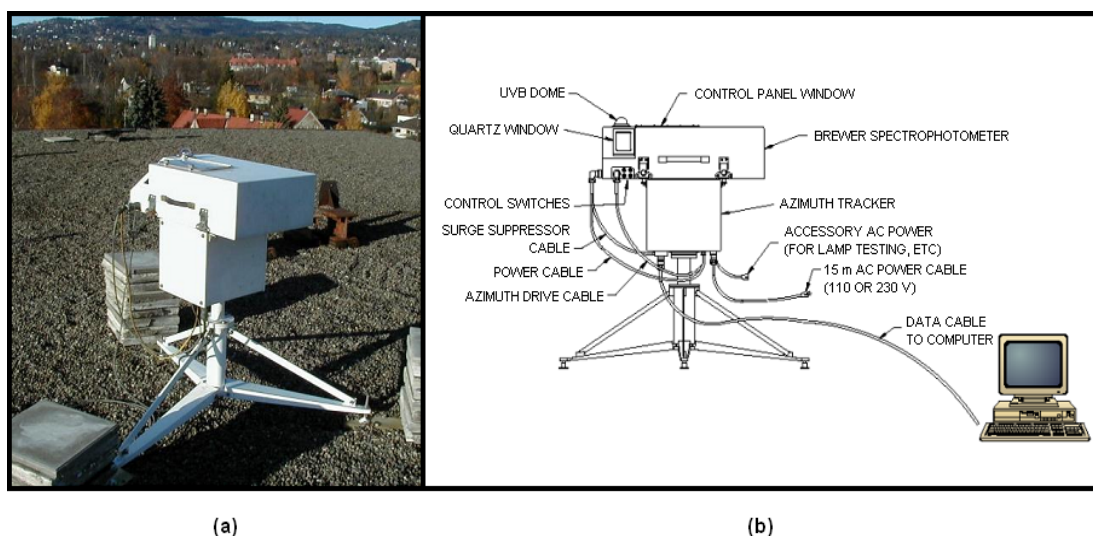 UVB DOME
CONTROL PANEL WINDOW
QUARTZ WINDOW
BREWER SPECTROPHOTOMETER
CONTROL SWITCHES
AZIMUTH TRACKER
SURGE SUPPRESSOR
CABLE
ACCESSORY AC POWER
(FOR LAMP TESTING, ETC)
POWER CABLE
15 m AC POWER CABLE
(110 OR 230 V)
AZIMUTH DRIVE CABLE
DATA CABLE
TO COMPUTER
(a)
(b)